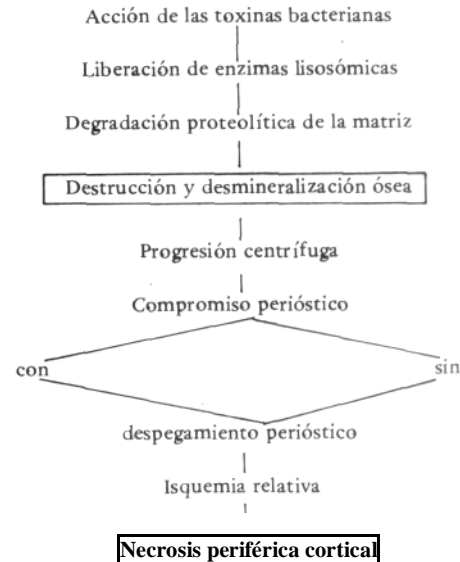 Acción de las toxinas bacterianas
Liberación de enzimas lisosómicas
Degradación proteolítica de la matriz
Destrucción y desmineralización ósea
Progresión centrífuga
Compromiso perióstico
con
sin
despegamiento perióstico
Isquemia relativa
Necrosis periférica cortical